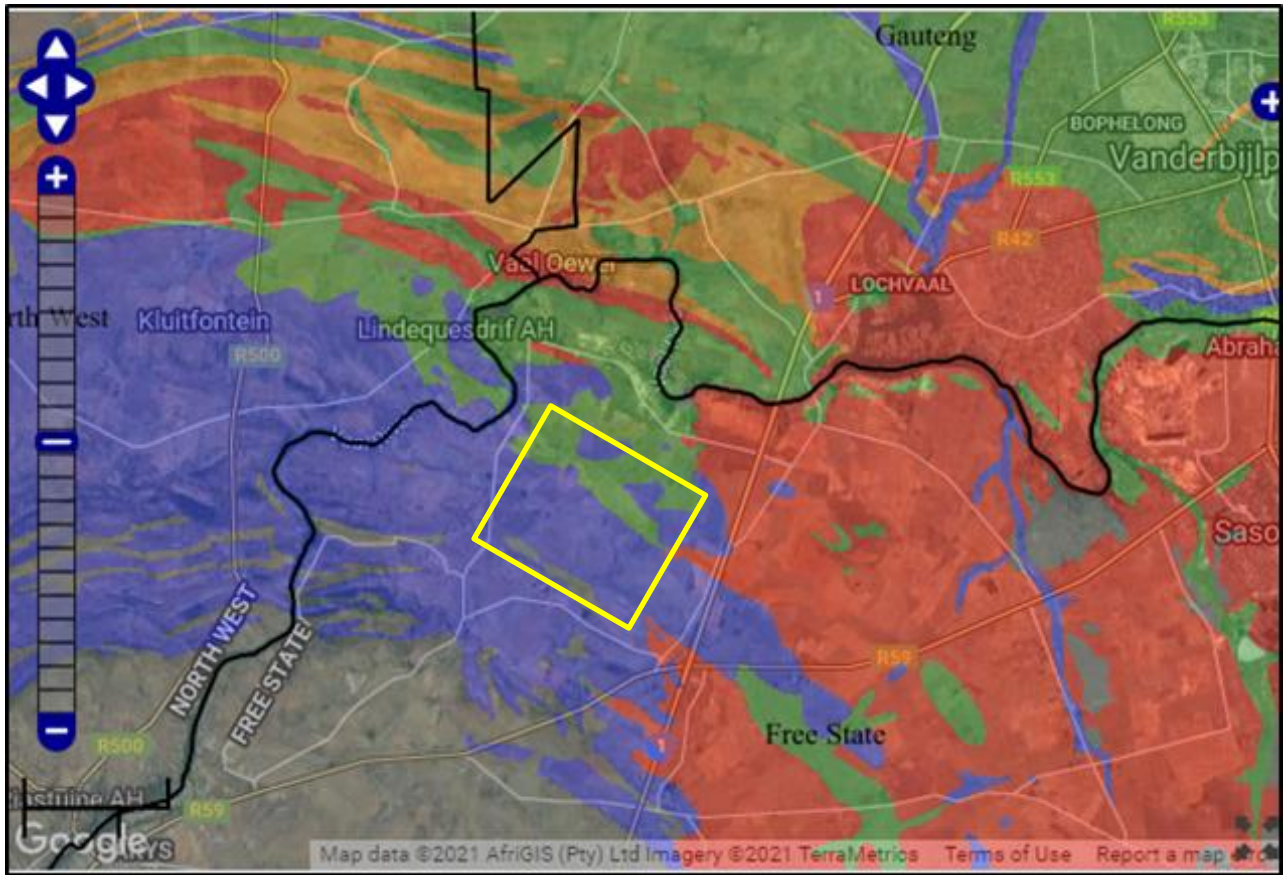 R553
Gauteng
BOPHELONG
Vanderbijlp
R553
R42
Vaal Oewer
LOCHVAAL
1
rth West
Kluitfontein
Lindequesdrif AH
R500
Abraha
Saso
NORTH WEST
FREE STATE
R59
Free State
R500
1
R59
Google
Map data ©2021 AfriGIS (Pty) Ltd Imagery ©2021 TerraMetrics Terms of Use Report a map